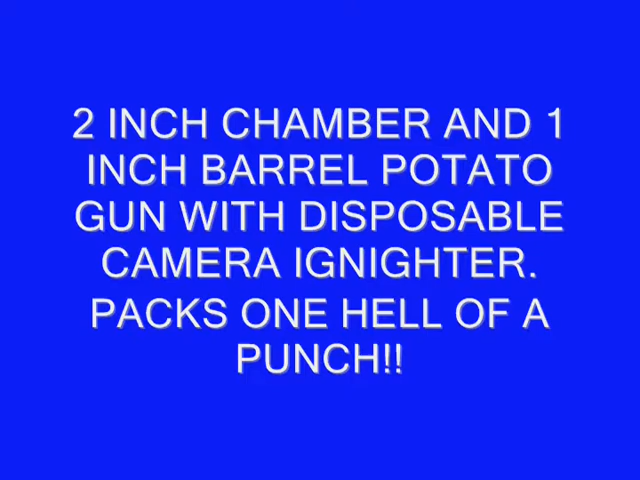 2 INCH CHAMBER AND 1
INCH BARREL POTATO
GUN WITH DISPOSABLE
CAMERA IGNIGHTER.
PACKS ONE HELL OF A
PUNCH!!